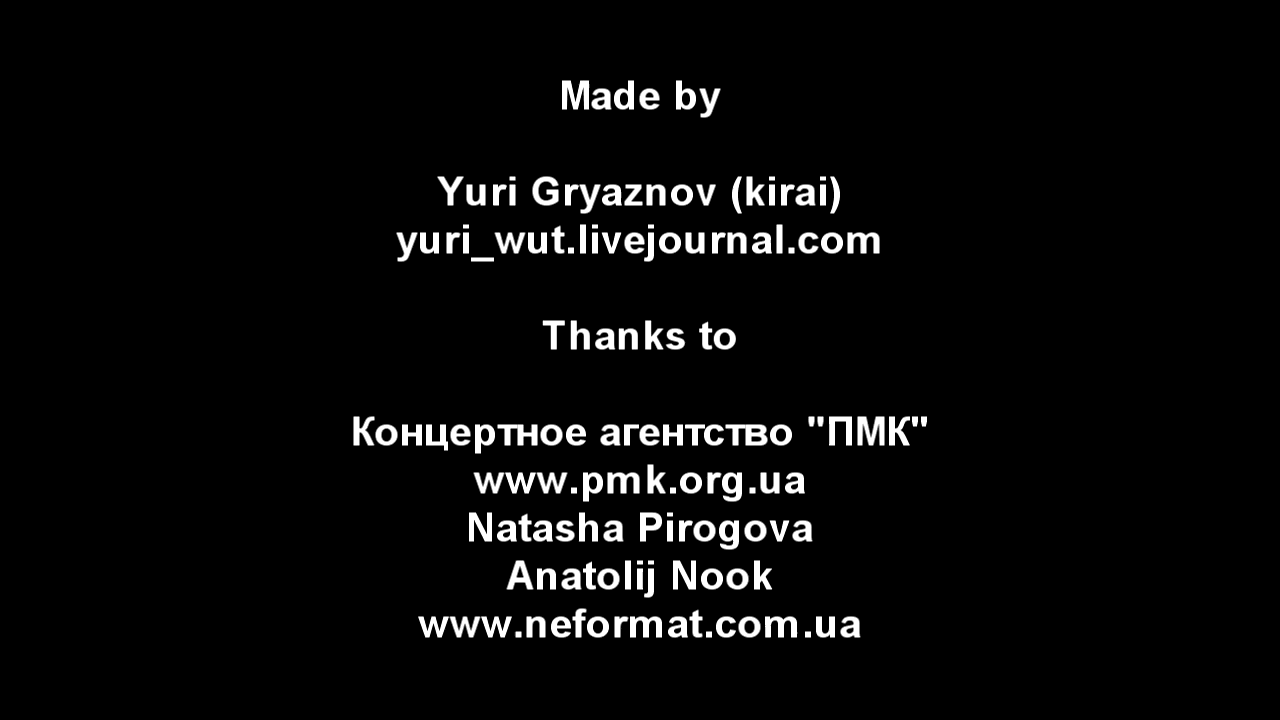 Made by
Yuri Gryaznov (kirai)
yuri_wut.livejournal.com
Thanks to
Концертное агентство "ПМК"
www.pmk.org.ua
Natasha Pirogova
Anatolij Nook
www.neformat.com.ua